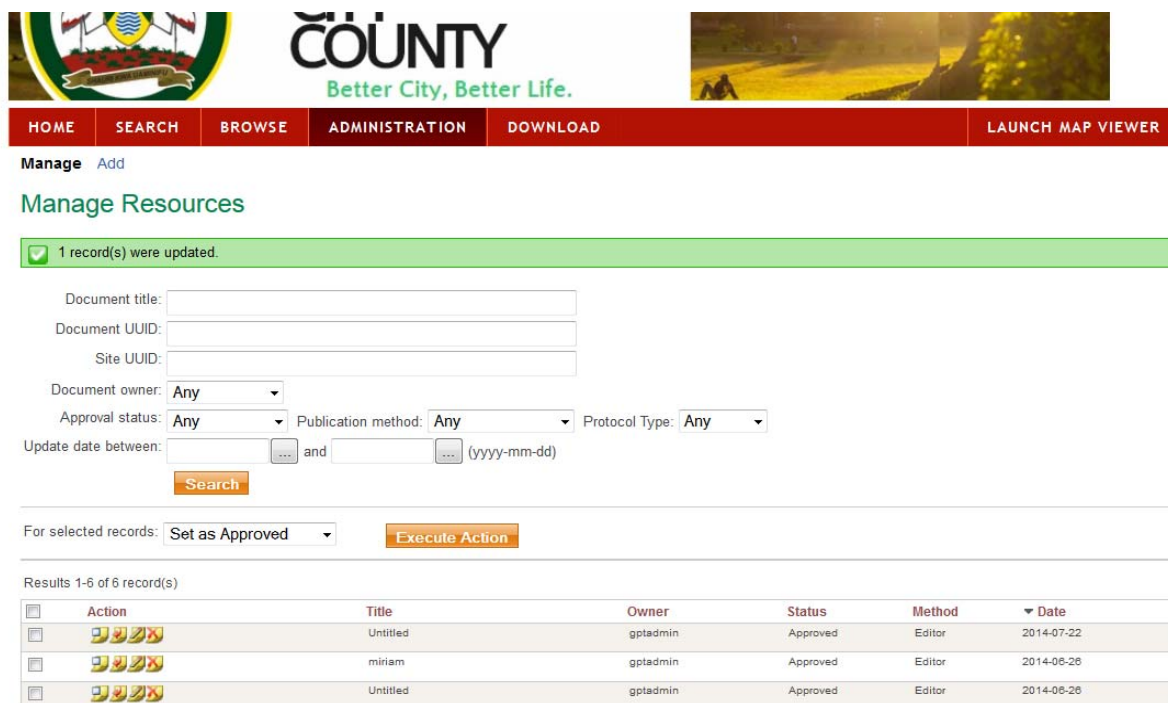 COUNTY
Better City, Better Life.
HOME SEARCH BROWSE ADMINISTRATION DOWNLOAD LAUNCH MAP VIEWER
Manage Add
Manage Resources
1 record(s) were updated.
Document title:
Document UUID:
Site UUID:
Document owner: Any
Approval status: Any Publication method: Any Protocol Type: Any
Update date between: ... and ... (yyyy-mm-dd)
Search
For selected records: Set as Approved Execute Action
Results 1-6 of 6 record(s)
Action Title Owner Status Method Date
Untitled gptadmin Approved Editor 2014-07-22
miriam gptadmin Approved Editor 2014-06-26
Untitled gptadmin Approved Editor 2014-06-26